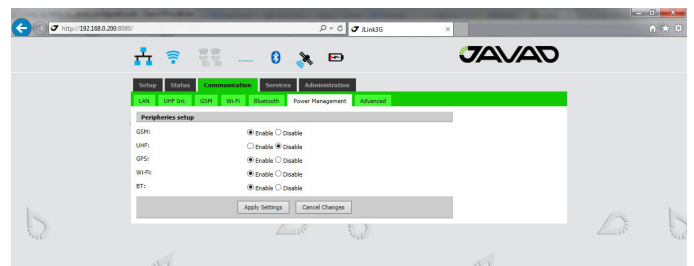 http://192.168.0.200:8080/
JLink3G
JAVAD
Setup Status Communication Services Administration
LAN UHF Int. GSM Wi-Fi Bluetooth Power Management Advanced
Peripheries setup
GSM: Enable Disable
UHF: Enable Disable
GPS: Enable Disable
Wi-Fi: Enable Disable
BT: Enable Disable
Apply Settings Cancel Changes